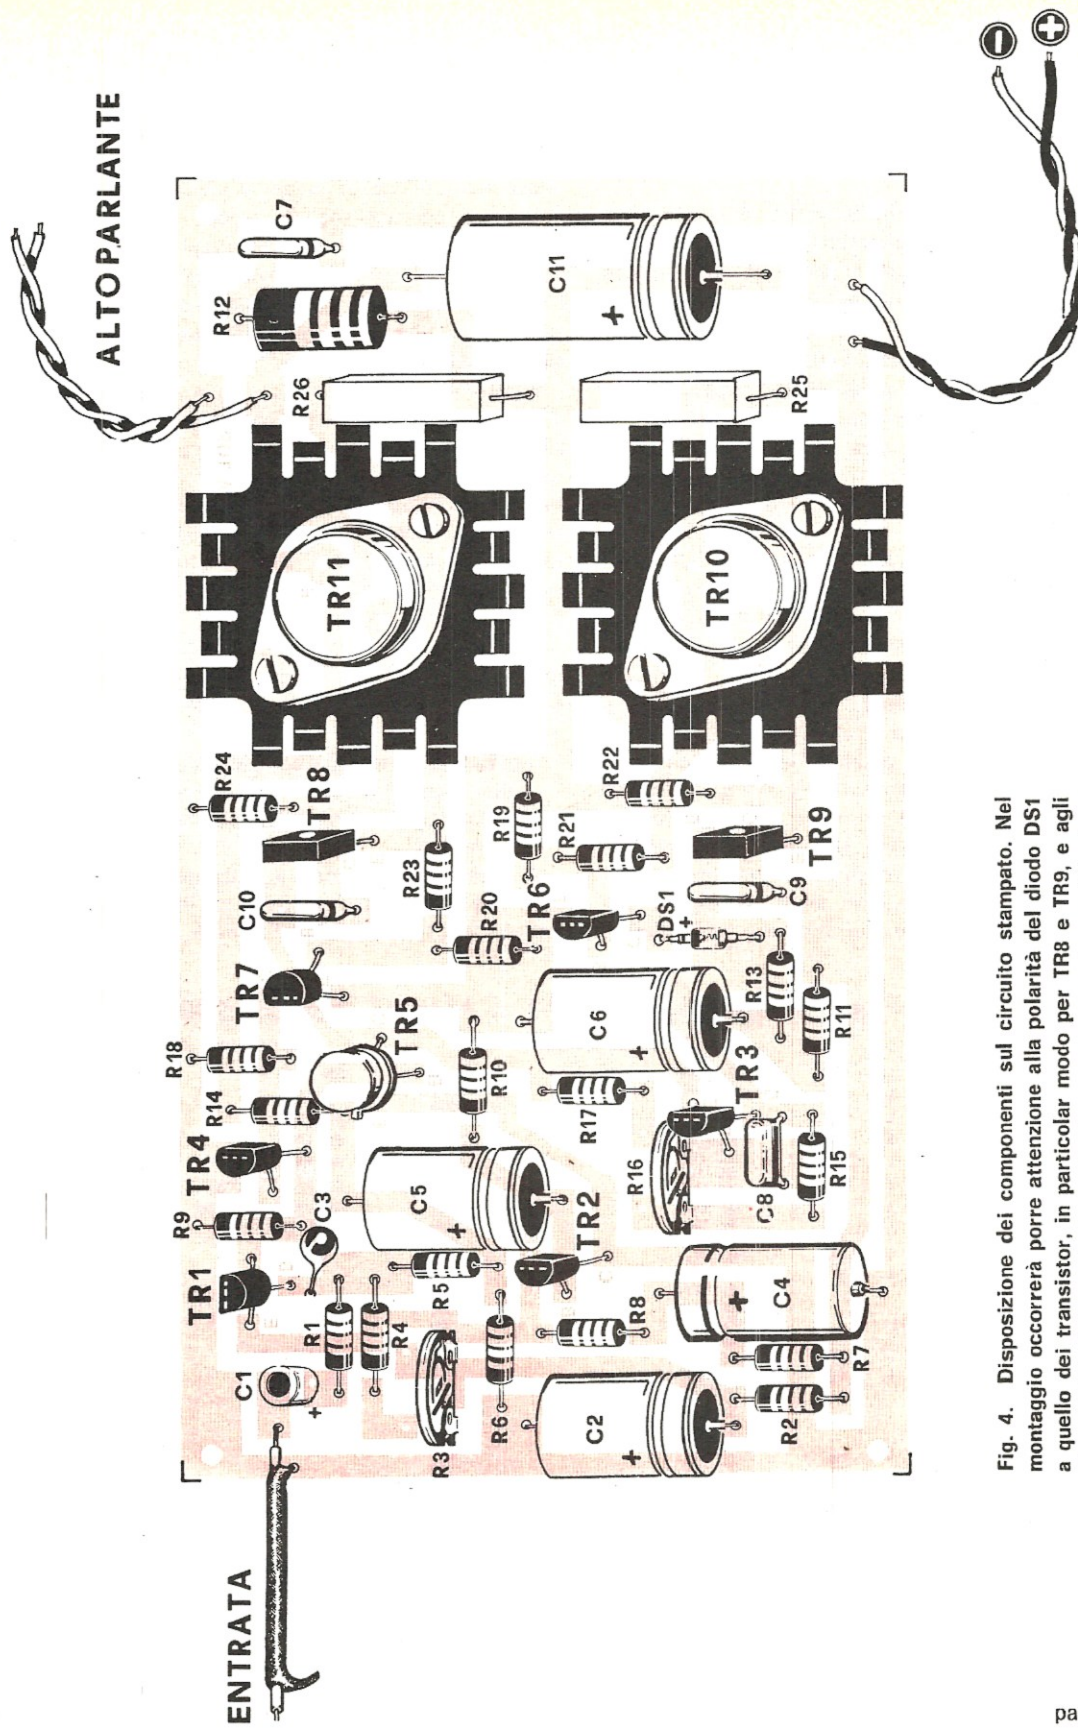 ALTOPARLANTE
ENTRATA
C1
TR1
R9
TR4
R14
R18
TR7
C10
R24
TR8
R12
C7
R1
R4
C3
TR5
R23
TR11
R26
R3
R5
C5
+
R10
R20
R19
R6
TR2
R17
C6
+
TR6
R21
R22
C11
+
C2
+
R8
R16
TR3
DS1
+
TR10
R25
R2
R7
C4
+
C8
R15
R13
R11
C9
TR9
+
-
+
Fig. 4. Disposizione dei componenti sul circuito stampato. Nel
montaggio occorrerà porre attenzione alla polarità del diodo DS1
a quello dei transistor, in particolar modo per TR8 e TR9, e agli
pa